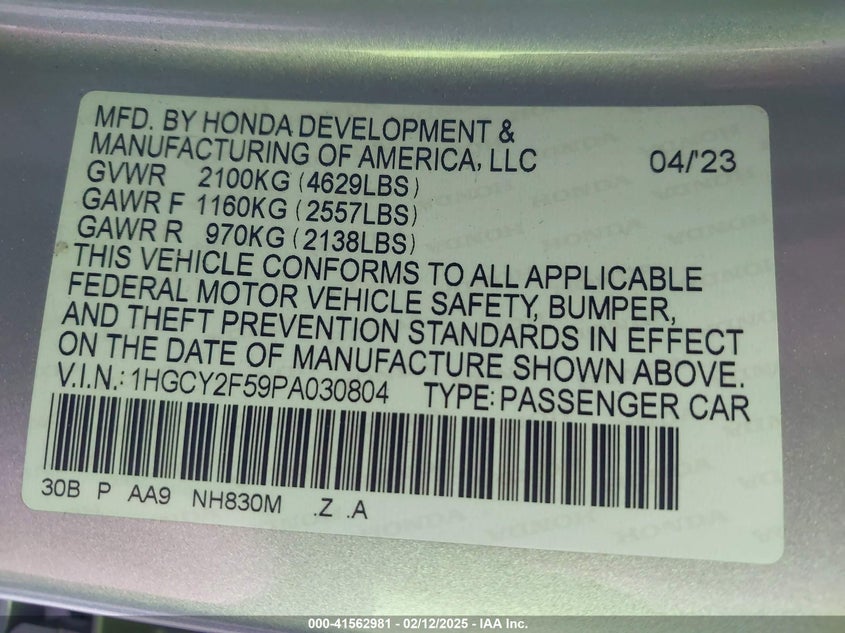 MFD. BY HONDA DEVELOPMENT &
MANUFACTURING OF AMERICA, LLC 04/'23
GVWR 2100KG (4629LBS)
GAWR F 1160KG (2557LBS)
GAWR R 970KG (2138LBS)
THIS VEHICLE CONFORMS TO ALL APPLICABLE
FEDERAL MOTOR VEHICLE SAFETY, BUMPER,
AND THEFT PREVENTION STANDARDS IN EFFECT
ON THE DATE OF MANUFACTURE SHOWN ABOVE.
V.I.N.: 1HGCY2F59PA030804 TYPE: PASSENGER CAR
30B P AA9 NH830M .Z .A
000-41562981 - 02/12/2025 - IAA Inc.